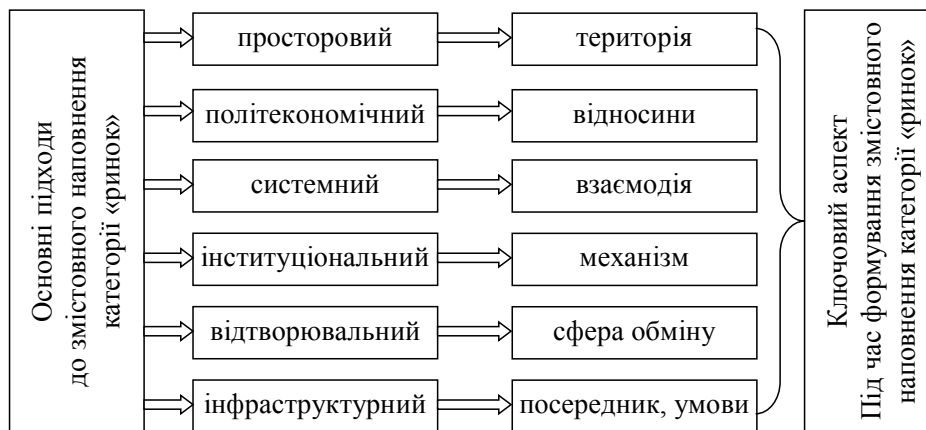 Основні підходи
до змістовного наповнення
категорії «ринок»
просторовий
територія
політекономічний
відносини
системний
взаємодія
інституціональний
механізм
відтворювальний
сфера обміну
інфраструктурний
посередник, умови
Ключовий аспект
Під час формування змістовного
наповнення категорії «ринок»